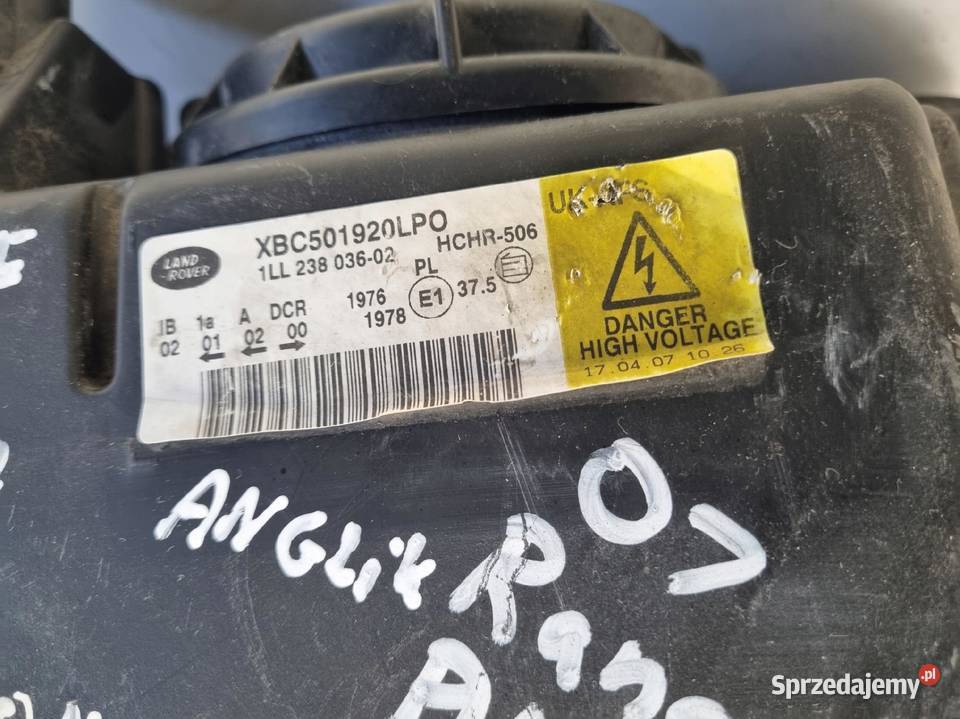 XBC501920LPO
LAND
ROVER
1LL 238 036-02
HCHR-506
PL
IB 1a A DCR
02 01 02 00
1976
1978
E1
37.5
DANGER
HIGH VOLTAGE
17.04.07 10 26
ANGLIK
Sprzedajemy.pl